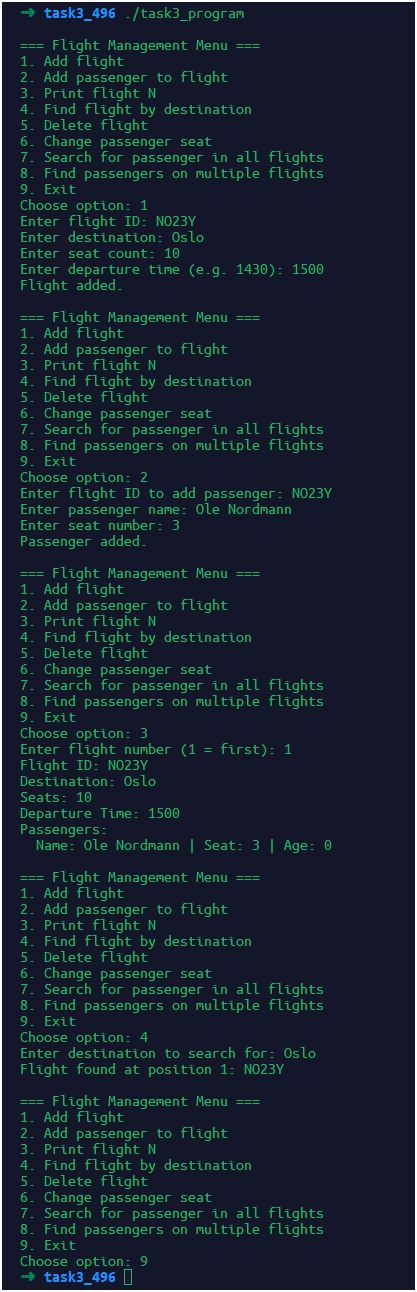 ➜ task3_496 ./task3_program

=== Flight Management Menu ===
1. Add flight
2. Add passenger to flight
3. Print flight N
4. Find flight by destination
5. Delete flight
6. Change passenger seat
7. Search for passenger in all flights
8. Find passengers on multiple flights
9. Exit
Choose option: 1
Enter flight ID: NO23Y
Enter destination: Oslo
Enter seat count: 10
Enter departure time (e.g. 1430): 1500
Flight added.

=== Flight Management Menu ===
1. Add flight
2. Add passenger to flight
3. Print flight N
4. Find flight by destination
5. Delete flight
6. Change passenger seat
7. Search for passenger in all flights
8. Find passengers on multiple flights
9. Exit
Choose option: 2
Enter flight ID to add passenger: NO23Y
Enter passenger name: Ole Nordmann
Enter seat number: 3
Passenger added.

=== Flight Management Menu ===
1. Add flight
2. Add passenger to flight
3. Print flight N
4. Find flight by destination
5. Delete flight
6. Change passenger seat
7. Search for passenger in all flights
8. Find passengers on multiple flights
9. Exit
Choose option: 3
Enter flight number (1 = first): 1
Flight ID: NO23Y
Destination: Oslo
Seats: 10
Departure Time: 1500
Passengers:
  Name: Ole Nordmann | Seat: 3 | Age: 0

=== Flight Management Menu ===
1. Add flight
2. Add passenger to flight
3. Print flight N
4. Find flight by destination
5. Delete flight
6. Change passenger seat
7. Search for passenger in all flights
8. Find passengers on multiple flights
9. Exit
Choose option: 4
Enter destination to search for: Oslo
Flight found at position 1: NO23Y

=== Flight Management Menu ===
1. Add flight
2. Add passenger to flight
3. Print flight N
4. Find flight by destination
5. Delete flight
6. Change passenger seat
7. Search for passenger in all flights
8. Find passengers on multiple flights
9. Exit
Choose option: 9
➜ task3_496